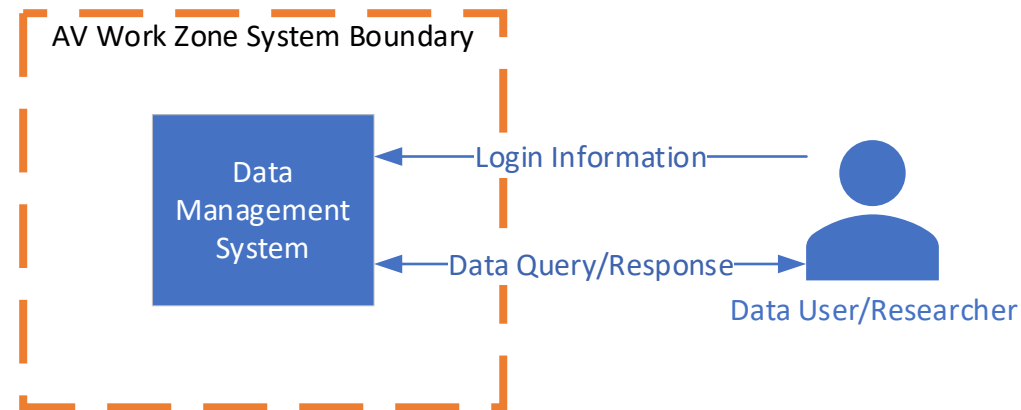 AV Work Zone System Boundary
Data
Management
System
Login Information
Data Query/Response
Data User/Researcher